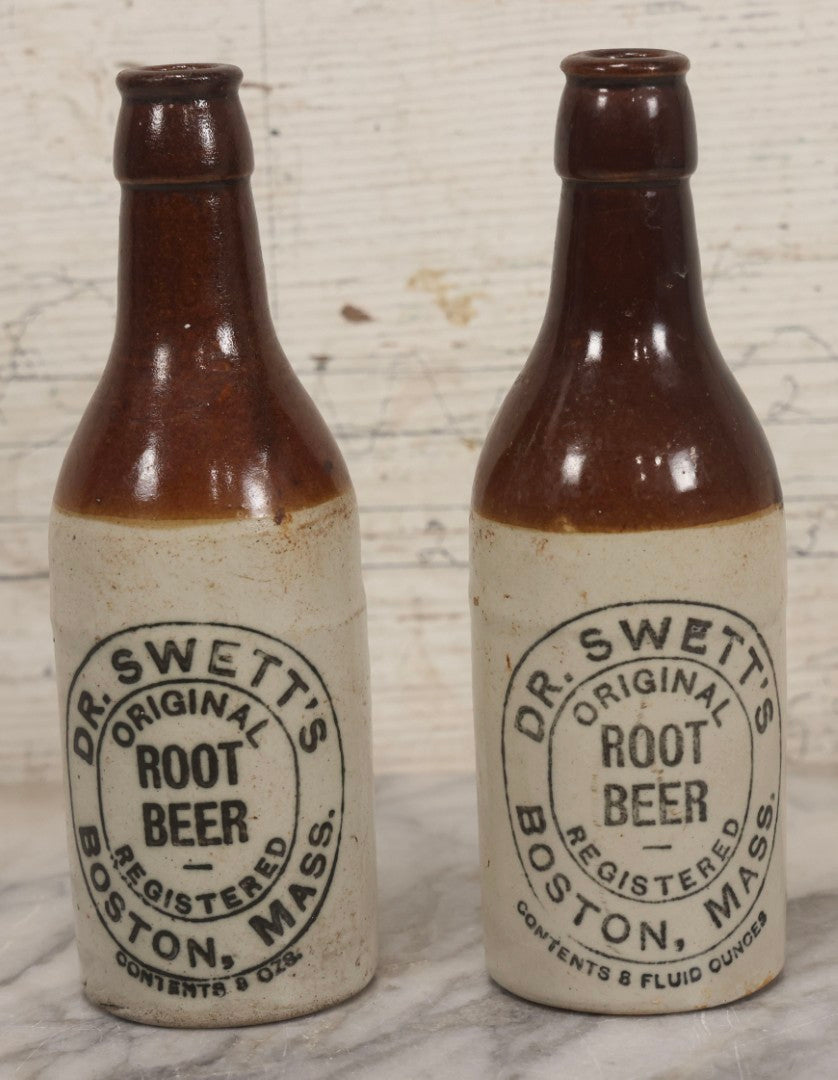 DR. SWETT'S
ORIGINAL
ROOT
BEER
REGISTERED
BOSTON, MASS.
CONTENTS 8 OZS.
DR. SWETT'S
ORIGINAL
ROOT
BEER
REGISTERED
BOSTON, MASS.
CONTENTS 8 FLUID OUNCES